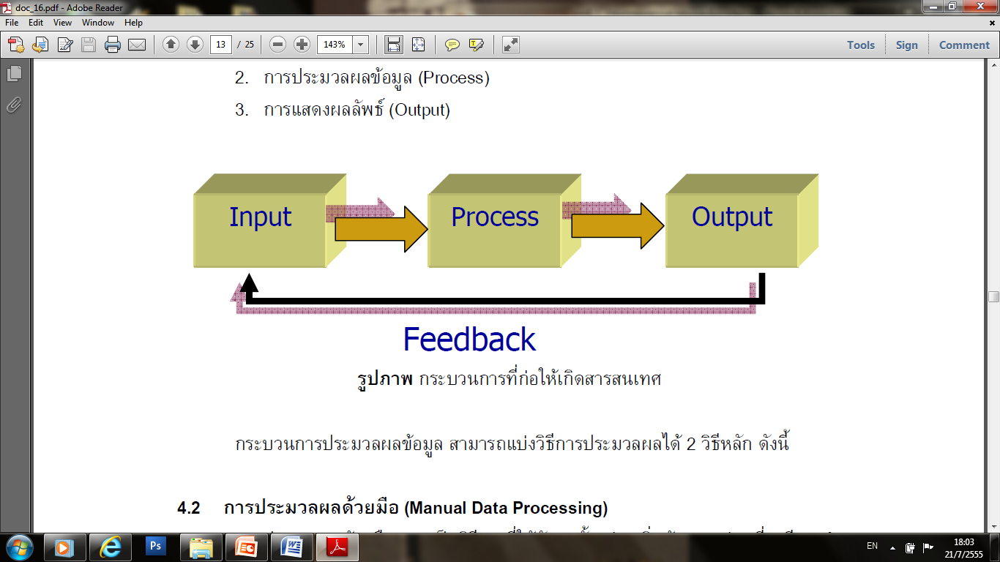 doc_16.pdf - Adobe Reader
File Edit View Window Help
13 / 25 143% Tools Sign Comment
2. การประมวลผลข้อมูล (Process)
3. การแสดงผลลัพธ์ (Output)
Input Process Output
Feedback
รูปภาพ กระบวนการที่ก่อให้เกิดสารสนเทศ
กระบวนการประมวลผลข้อมูล สามารถแบ่งวิธีการประมวลผลได้ 2 วิธีหลัก ดังนี้
4.2 การประมวลผลด้วยมือ (Manual Data Processing)
Ps
EN 18:03
21/7/2555